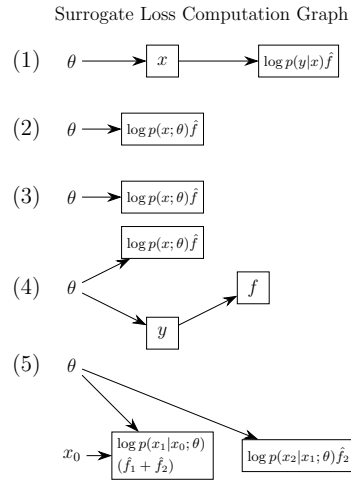 Surrogate Loss Computation Graph
(1) θ x log p(y|x)f̂
(2) θ log p(x; θ)f̂
(3) θ log p(x; θ)f̂
log p(x; θ)f̂
(4) θ f
y
(5) θ
x₀ log p(x₁|x₀; θ)
(f̂₁ + f̂₂) log p(x₂|x₁; θ)f̂₂